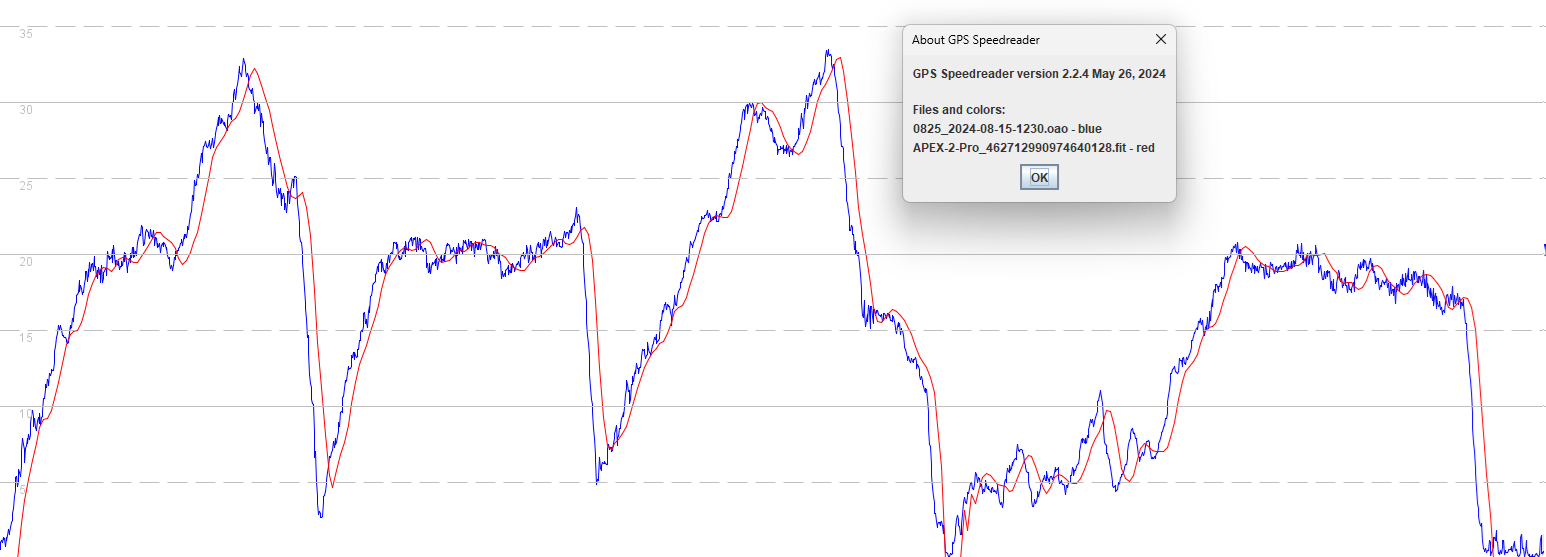 35
30
25
20
15
10
5
About GPS Speedreader
GPS Speedreader version 2.2.4 May 26, 2024
Files and colors:
0825_2024-08-15-1230.oao - blue
APEX-2-Pro_462712990974640128.fit - red
OK